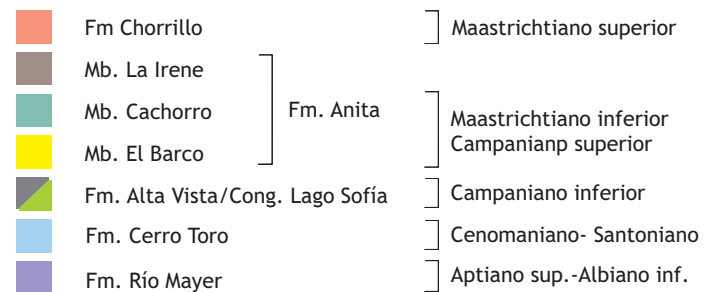 Fm Chorrillo Maastrichtiano superior
Mb. La Irene
Mb. Cachorro Fm. Anita Maastrichtiano inferior
Campanianp superior
Mb. El Barco
Fm. Alta Vista/Cong. Lago Sofía Campaniano inferior
Fm. Cerro Toro Cenomaniano- Santoniano
Fm. Río Mayer Aptiano sup.-Albiano inf.